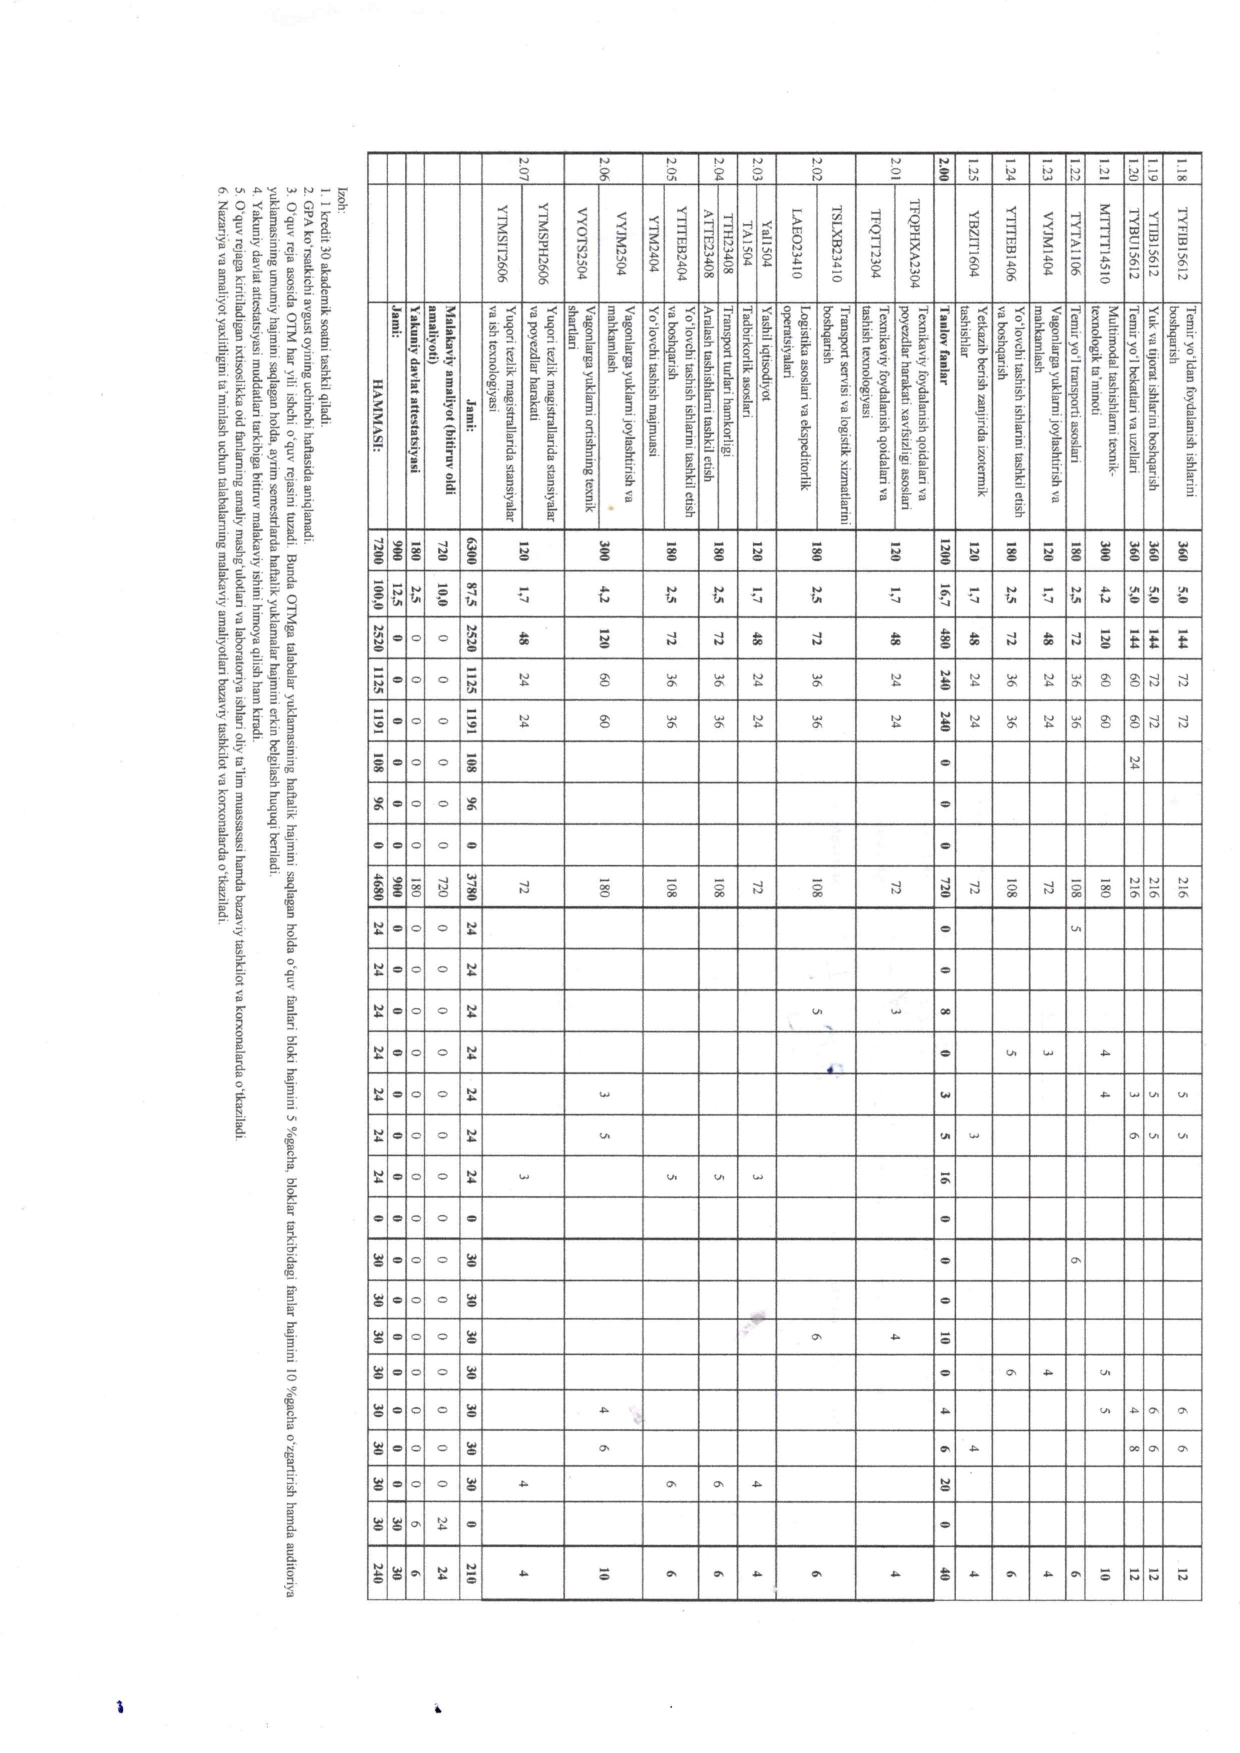 1.18 TYFIB15612 Temir yo'ldan foydalanish ishlarini boshqarish 360 5,0 144 72 72 216 5 5 6 6 12
1.19 YTIB15612 Yuk va tijorat ishlarini boshqarish 360 5,0 144 72 72 216 5 5 6 6 12
1.20 TYBU15612 Temir yo'l bekatlari va uzellari 360 5,0 144 60 60 24 216 3 6 4 8 12
1.21 MTTTT14510 Multimodal tashishlarni texnik-texnologik ta'minoti 300 4,2 120 60 60 180 4 4 5 5 10
1.22 TYTA1106 Temir yo'l transporti asoslari 180 2,5 72 36 36 108 5 6 6
1.23 VYJM1404 Vagonlarga yuklarni joylashtirish va mahkamlash 120 1,7 48 24 24 72 3 4 4
1.24 YTITEB1406 Yo'lovchi tashish ishlarini tashkil etish va boshqarish 180 2,5 72 36 36 108 5 6 6
1.25 YBZIT1604 Yetkazib berish zanjirida izotermik tashishlar 120 1,7 48 24 24 72 3 4 4
2.00 Tanlov fanlar 1200 16,7 480 240 240 0 0 0 720 0 0 8 0 3 5 16 0 0 0 10 0 4 6 20 0 40
2.01 TFQPHXA2304 Texnikaviy foydalanish qoidalari va poyezdlar harakati xavfsizligi asoslari 120 1,7 48 24 24 72 3 4 4
TFQTT2304 Texnikaviy foydalanish qoidalari va tashish texnologiyasi
2.02 TSLXB23410 Transport servisi va logistik xizmatlarini boshqarish 180 2,5 72 36 36 108 5 6 6
LAEO23410 Logistika asoslari va ekspeditorlik operatsiyalari
2.03 YaI1504 Yashil iqtisodiyot 120 1,7 48 24 24 72 3 4 4
TA1504 Tadbirkorlik asoslari
2.04 TTH23408 Transport turlari hamkorligi 180 2,5 72 36 36 108 5 6 6
ATTE23408 Aralash tashishlarni tashkil etish
2.05 YTITEB2404 Yo'lovchi tashish ishlarini tashkil etish va boshqarish 180 2,5 72 36 36 108 5 6 6
YTM2404 Yo'lovchi tashish majmuasi
2.06 VYJM2504 Vagonlarga yuklarni joylashtirish va mahkamlash 300 4,2 120 60 60 180 3 5 4 6 10
VYOTS2504 Vagonlarga yuklarni ortishning texnik shartlari
2.07 YTMSPH2606 Yuqori tezlik magistrallarida stansiyalar va poyezdlar harakati 120 1,7 48 24 24 72 3 4 4
YTMSIT2606 Yuqori tezlik magistrallarida stansiyalar va ish texnologiyasi
Jami: 6300 87,5 2520 1125 1191 108 96 0 3780 24 24 24 24 24 24 24 0 30 30 30 30 30 30 30 0 210
Malakaviy amaliyot (bitiruv oldi amaliyoti) 720 10,0 0 0 0 0 0 0 720 0 0 0 0 0 0 0 0 0 0 0 0 0 0 0 24 24
Yakuniy davlat attestatsiyasi 180 2,5 0 0 0 0 0 0 180 0 0 0 0 0 0 0 0 0 0 0 0 0 0 0 6 6
Jami: 900 12,5 0 0 0 0 0 0 900 0 0 0 0 0 0 0 0 0 0 0 0 0 0 0 30 30
HAMMASI: 7200 100,0 2520 1125 1191 108 96 0 4680 24 24 24 24 24 24 24 0 30 30 30 30 30 30 30 30 240
Izoh:
1. 1 kredit 30 akademik soatni tashkil qiladi.
2. GPA ko'rsatkichi avgust oyining uchinchi haftasida aniqlanadi.
3. O'quv reja asosida OTM har yili ishchi o'quv rejasini tuzadi. Bunda OTMga talabalar yuklamasining haftalik hajmini saqlagan holda o'quv fanlari bloki hajmini 5 %gacha, bloklar tarkibidagi fanlar hajmini 10 %gacha o'zgartirish hamda auditoriya
yuklamasining umumiy hajmini saqlagan holda, ayrim semestrlarda haftalik yuklamalar hajmini erkin belgilash huquqi beriladi.
4. Yakuniy davlat attestatsiyasi muddatlari tarkibiga bitiruv malakaviy ishini himoya qilish ham kiradi.
5. O'quv rejaga kiritiladigan ixtisoslikka oid fanlarning amaliy mashg'ulotlari va laboratoriya ishlari oliy ta'lim muassasasi hamda bazaviy tashkilot va korxonalarda o'tkaziladi.
6. Nazariya va amaliyot yaxlitligini ta'minlash uchun talabalarning malakaviy amaliyotlari bazaviy tashkilot va korxonalarda o'tkaziladi.